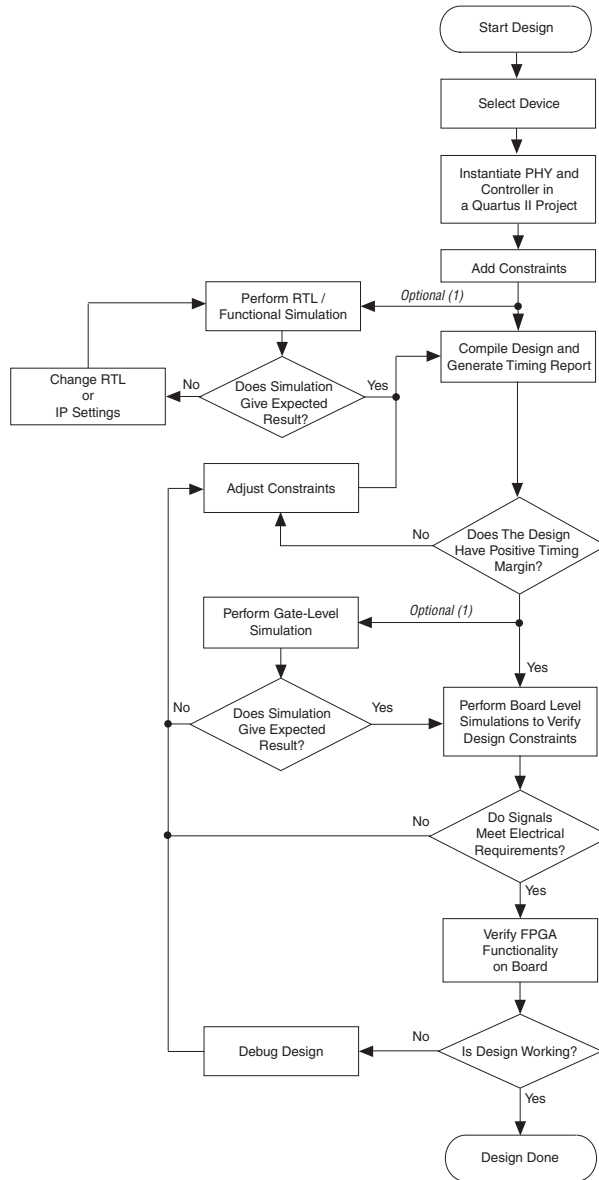 Start Design
Select Device
Instantiate PHY and
Controller in
a Quartus II Project
Add Constraints
Optional (1)
Perform RTL /
Functional Simulation
Compile Design and
Generate Timing Report
Change RTL
or
IP Settings
No
Does Simulation
Give Expected
Result?
Yes
Adjust Constraints
No
Does The Design
Have Positive Timing
Margin?
Optional (1)
Perform Gate-Level
Simulation
Yes
No
Does Simulation
Give Expected
Result?
Yes
Perform Board Level
Simulations to Verify
Design Constraints
No
Do Signals
Meet Electrical
Requirements?
Yes
Verify FPGA
Functionality
on Board
Debug Design
No
Is Design Working?
Yes
Design Done